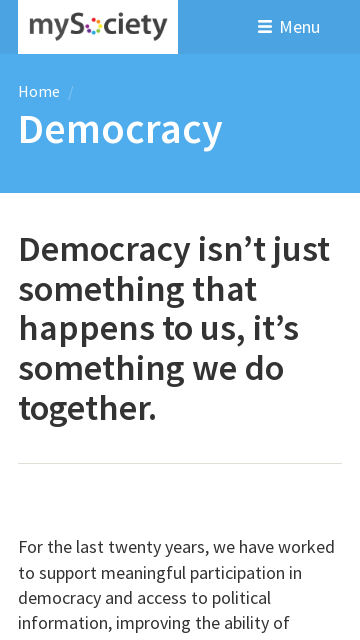 mySociety
Menu
Home /
Democracy
Democracy isn’t just
something that
happens to us, it’s
something we do
together.
For the last twenty years, we have worked
to support meaningful participation in
democracy and access to political
information, improving the ability of